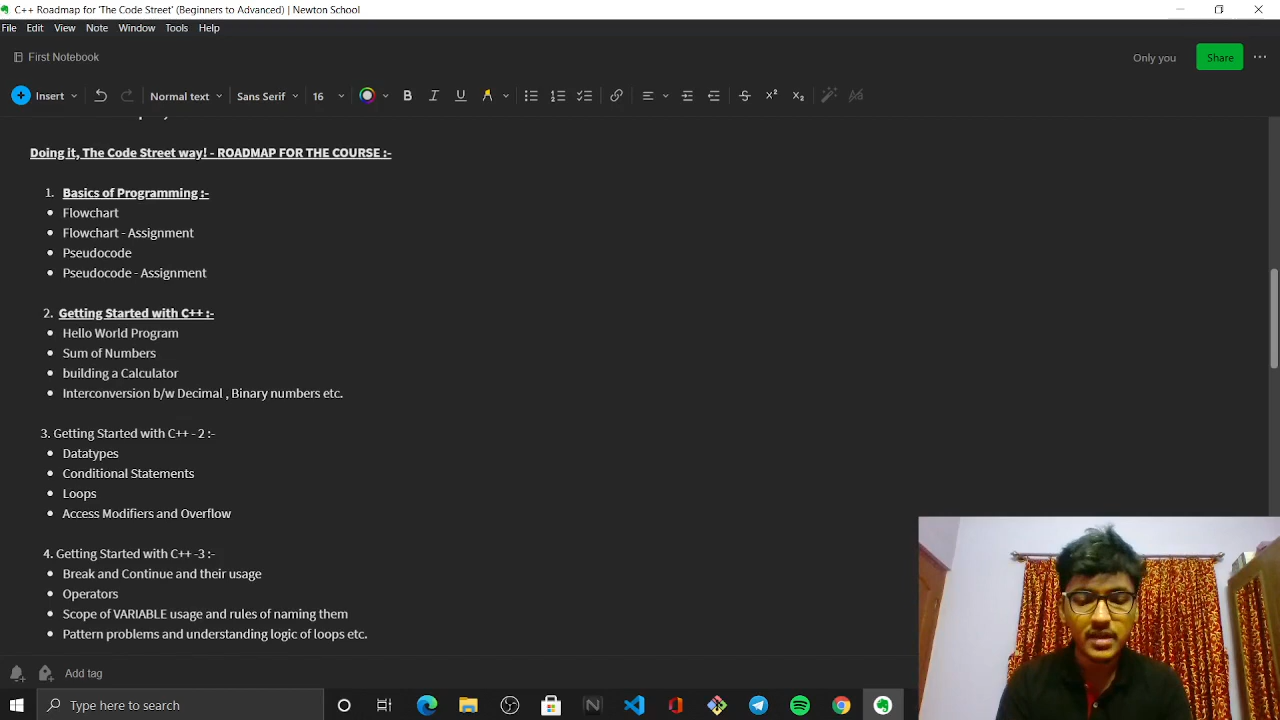 C++ Roadmap for 'The Code Street' (Beginners to Advanced) | Newton School
File Edit View Note Window Tools Help
First Notebook
Only you
Share
Insert
Normal text
Sans Serif
16
Doing it, The Code Street way! - ROADMAP FOR THE COURSE :-
1. Basics of Programming :-
• Flowchart
• Flowchart - Assignment
• Pseudocode
• Pseudocode - Assignment
2. Getting Started with C++ :-
• Hello World Program
• Sum of Numbers
• building a Calculator
• Interconversion b/w Decimal , Binary numbers etc.
3. Getting Started with C++ - 2 :-
• Datatypes
• Conditional Statements
• Loops
• Access Modifiers and Overflow
4. Getting Started with C++ -3 :-
• Break and Continue and their usage
• Operators
• Scope of VARIABLE usage and rules of naming them
• Pattern problems and understanding logic of loops etc.
Add tag
Type here to search